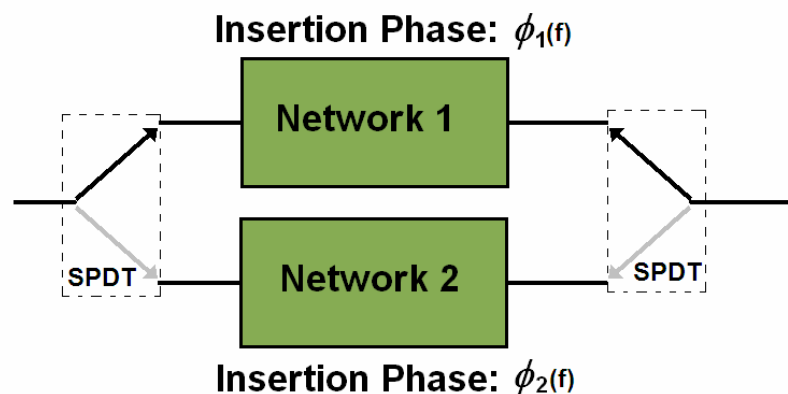 Insertion Phase: ϕ1(f)
Network 1
SPDT
SPDT
Network 2
Insertion Phase: ϕ2(f)